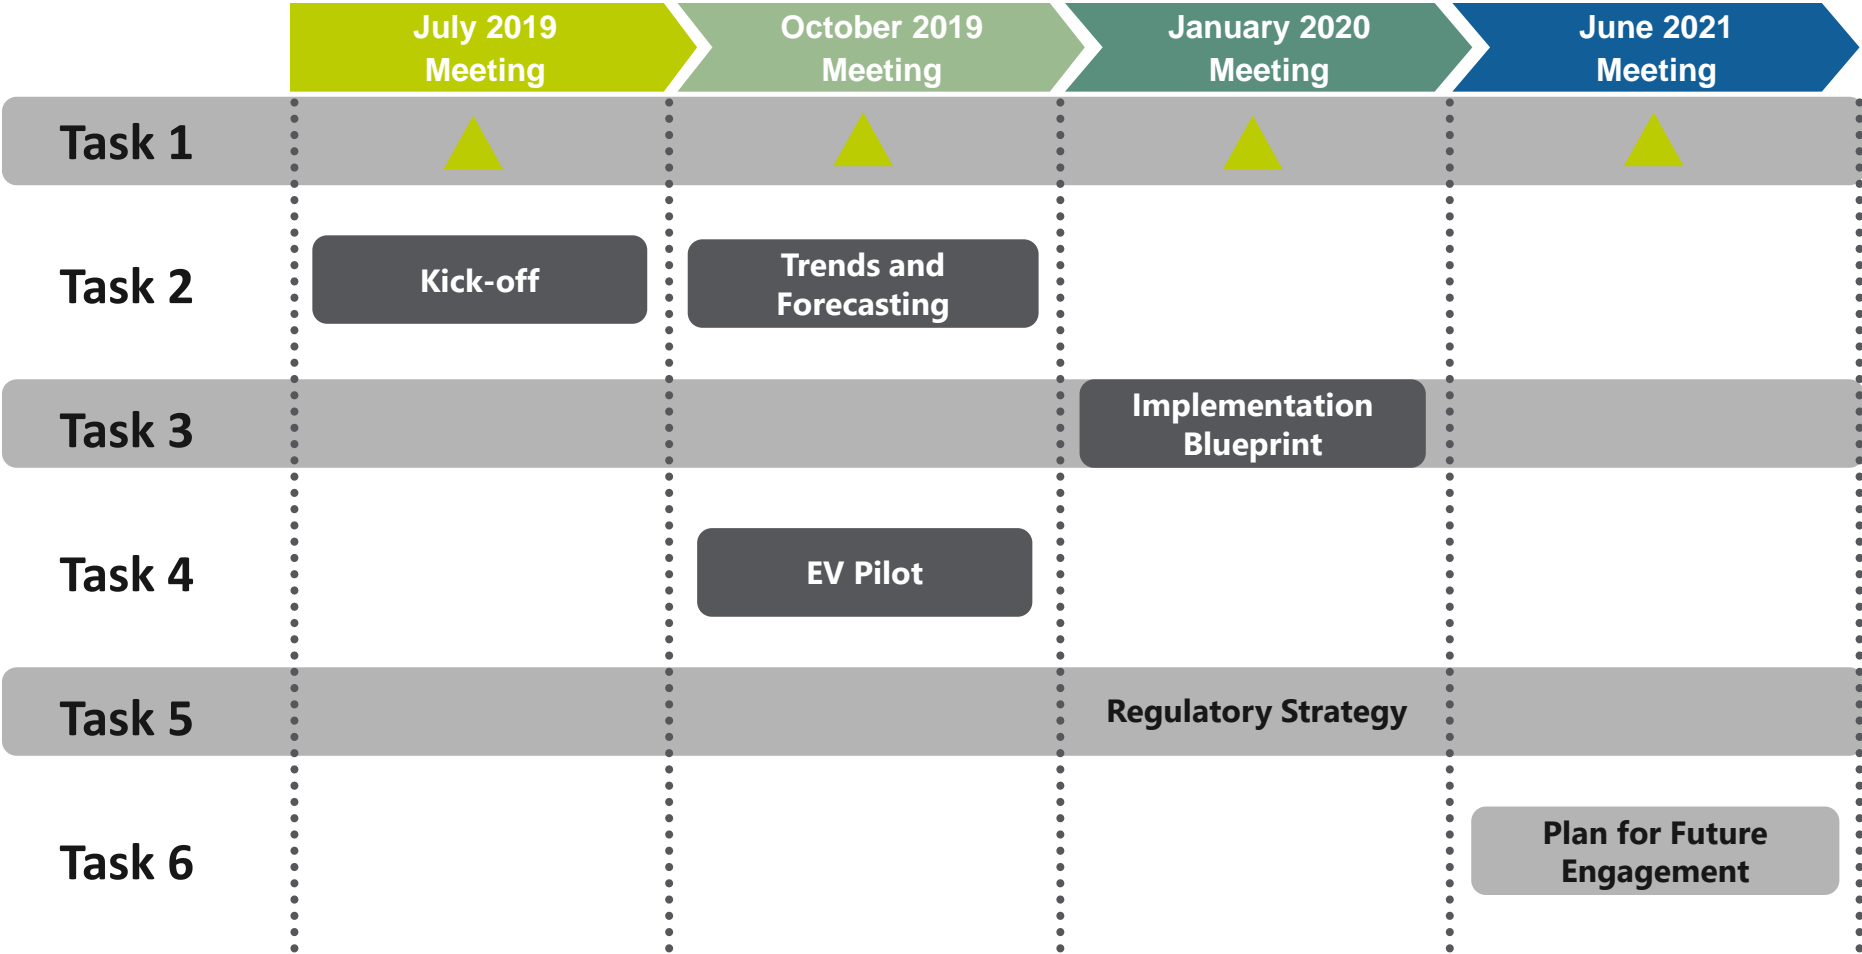 July 2019
Meeting
October 2019
Meeting
January 2020
Meeting
June 2021
Meeting
Task 1
Task 2
Kick-off
Trends and
Forecasting
Task 3
Implementation
Blueprint
Task 4
EV Pilot
Task 5
Regulatory Strategy
Task 6
Plan for Future
Engagement